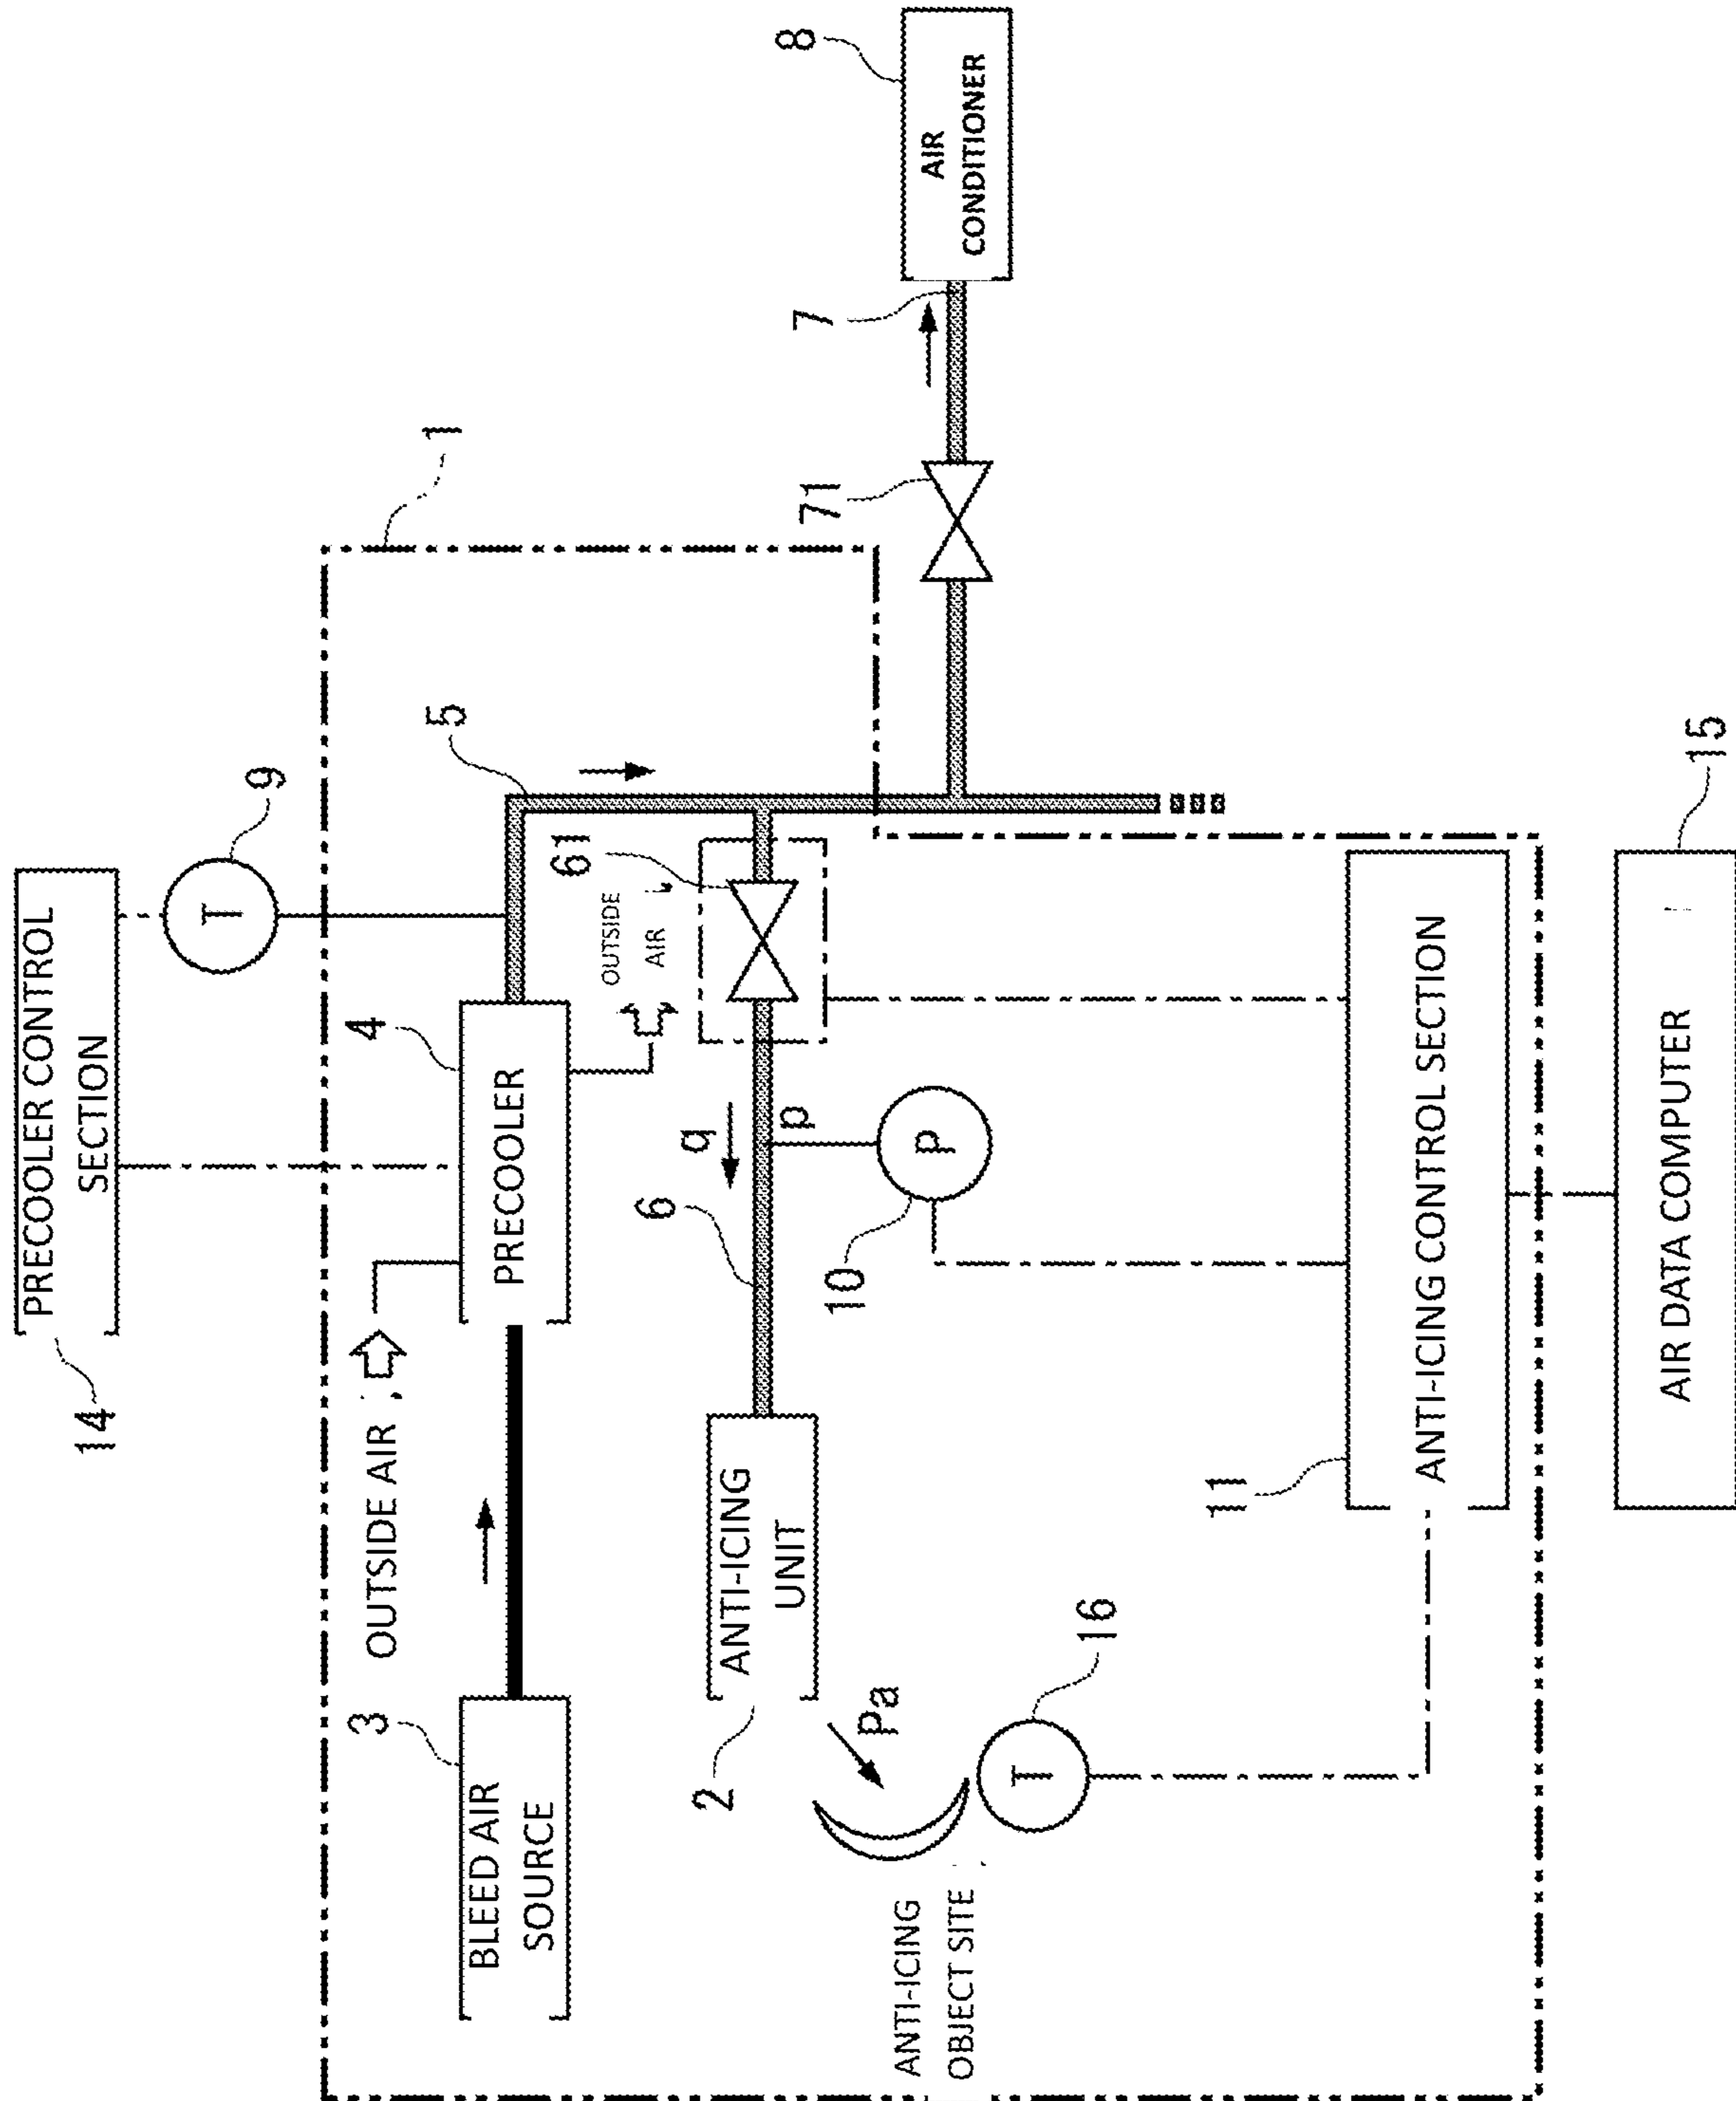 PRECOOLER CONTROL
SECTION
14
9
T
1
OUTSIDE AIR
3
BLEED AIR
SOURCE
4
PRECOOLER
5
OUTSIDE
AIR
61
8
AIR
CONDITIONER
7
71
2
ANTI-ICING
UNIT
6
q
p
10
P
Pa
ANTI-ICING
OBJECT SITE
T
16
11
ANTI-ICING CONTROL SECTION
AIR DATA COMPUTER
15